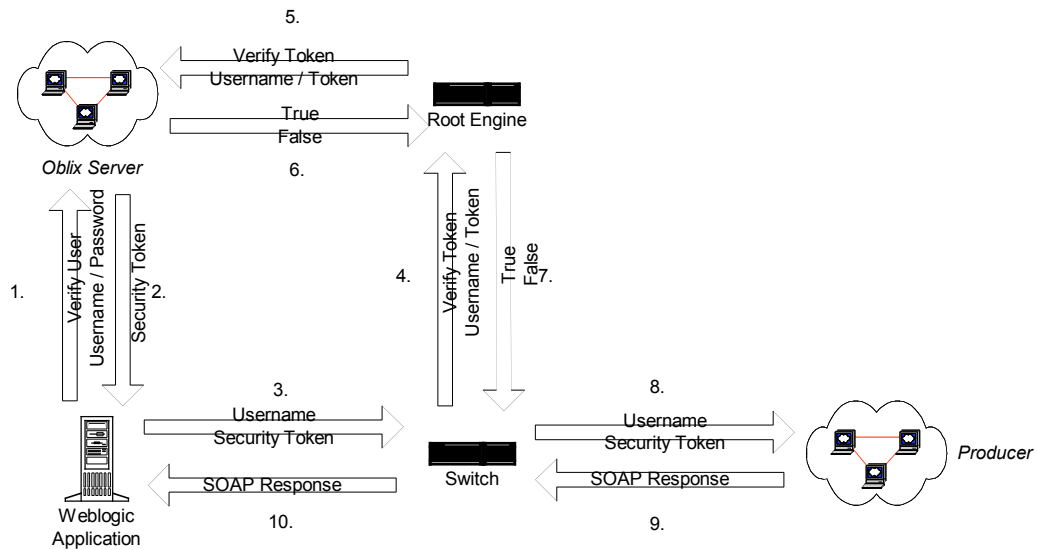 5.
Verify Token
Username / Token
True
False
Root Engine
Oblix Server
6.
1.
Verify User
Username / Password
Security Token
2.
4.
Verify Token
Username / Token
True
False
7.
3.
Username
Security Token
8.
Username
Security Token
Producer
SOAP Response
Switch
SOAP Response
Weblogic
Application
10.
9.